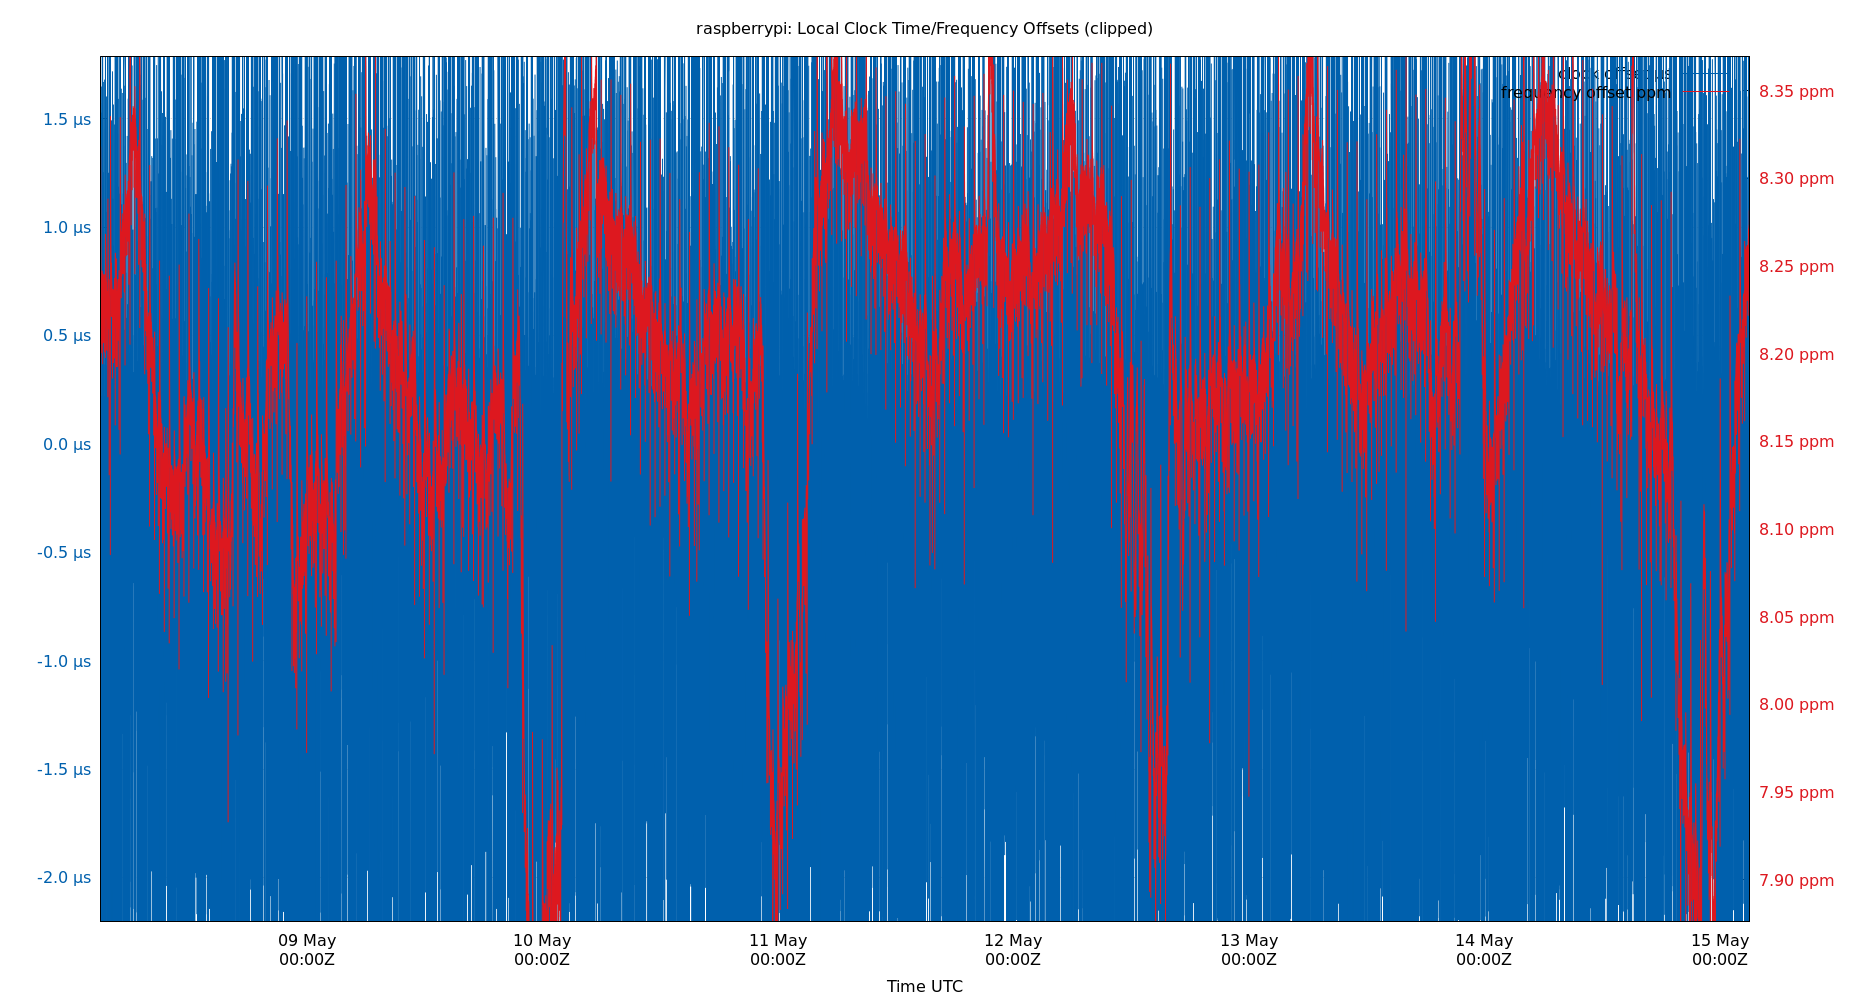 raspberrypi: Local Clock Time/Frequency Offsets (clipped)
clock offset µs
frequency offset ppm
1.5 µs
1.0 µs
0.5 µs
0.0 µs
-0.5 µs
-1.0 µs
-1.5 µs
-2.0 µs
8.35 ppm
8.30 ppm
8.25 ppm
8.20 ppm
8.15 ppm
8.10 ppm
8.05 ppm
8.00 ppm
7.95 ppm
7.90 ppm
09 May 10 May 11 May 12 May 13 May 14 May 15 May
00:00Z 00:00Z 00:00Z 00:00Z 00:00Z 00:00Z 00:00Z
Time UTC